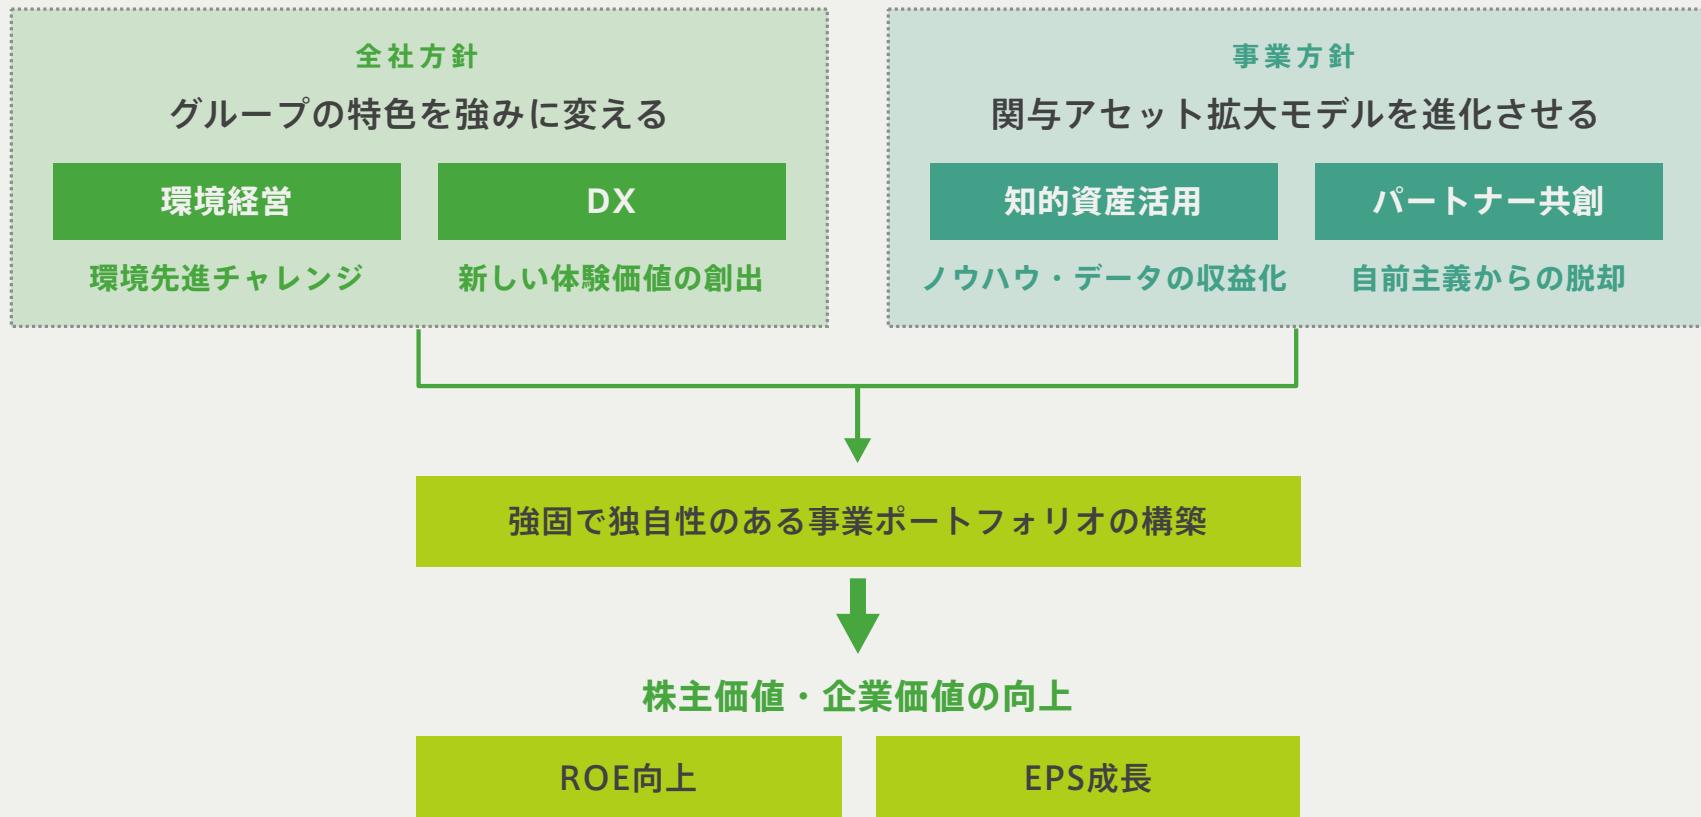 全社方針
グループの特色を強みに変える
環境経営
DX
環境先進チャレンジ
新しい体験価値の創出
事業方針
関与アセット拡大モデルを進化させる
知的資産活用
パートナー共創
ノウハウ・データの収益化
自前主義からの脱却
強固で独自性のある事業ポートフォリオの構築
株主価値・企業価値の向上
ROE向上
EPS成長